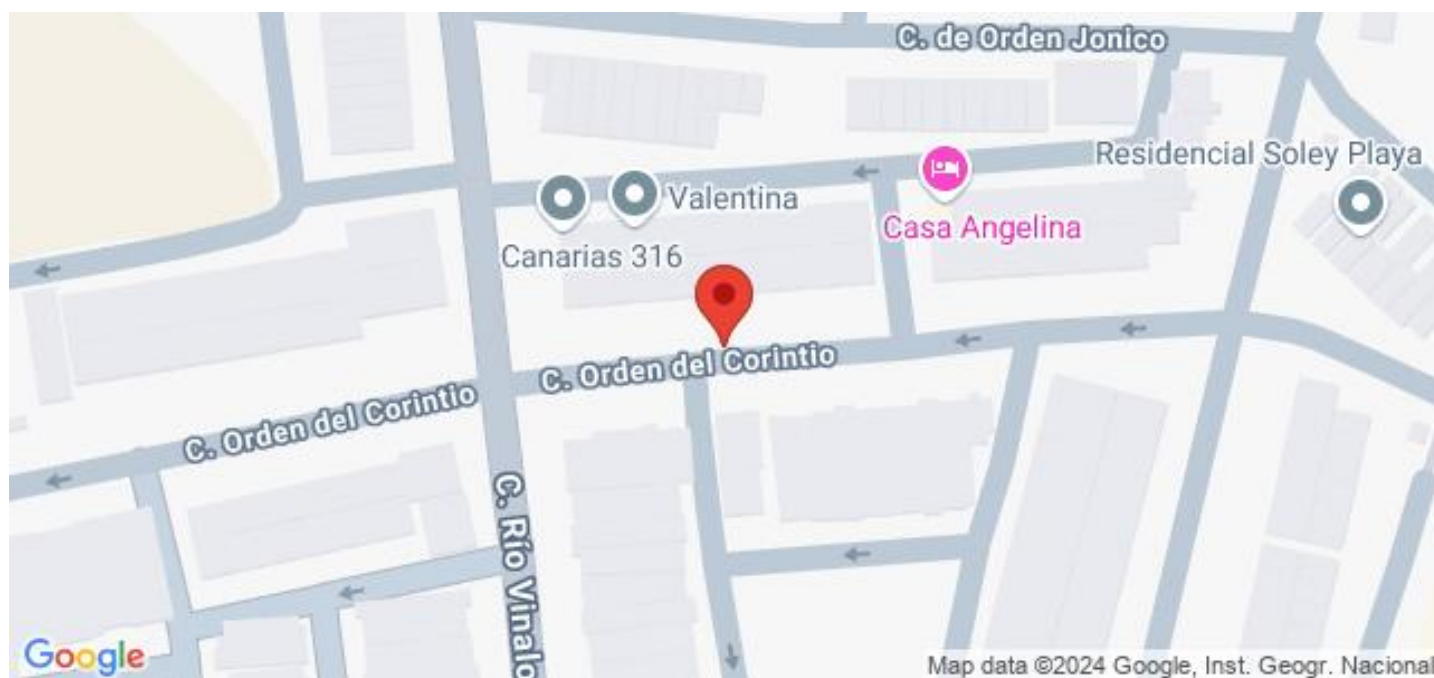 C. de Orden Jonico
Residencial Soley Playa
Valentina
Casa Angelina
Canarias 316
C. Orden del Corintio
C. Orden del Corintio
C. Río Vinalo
Google
Map data ©2024 Google, Inst. Geogr. Nacional